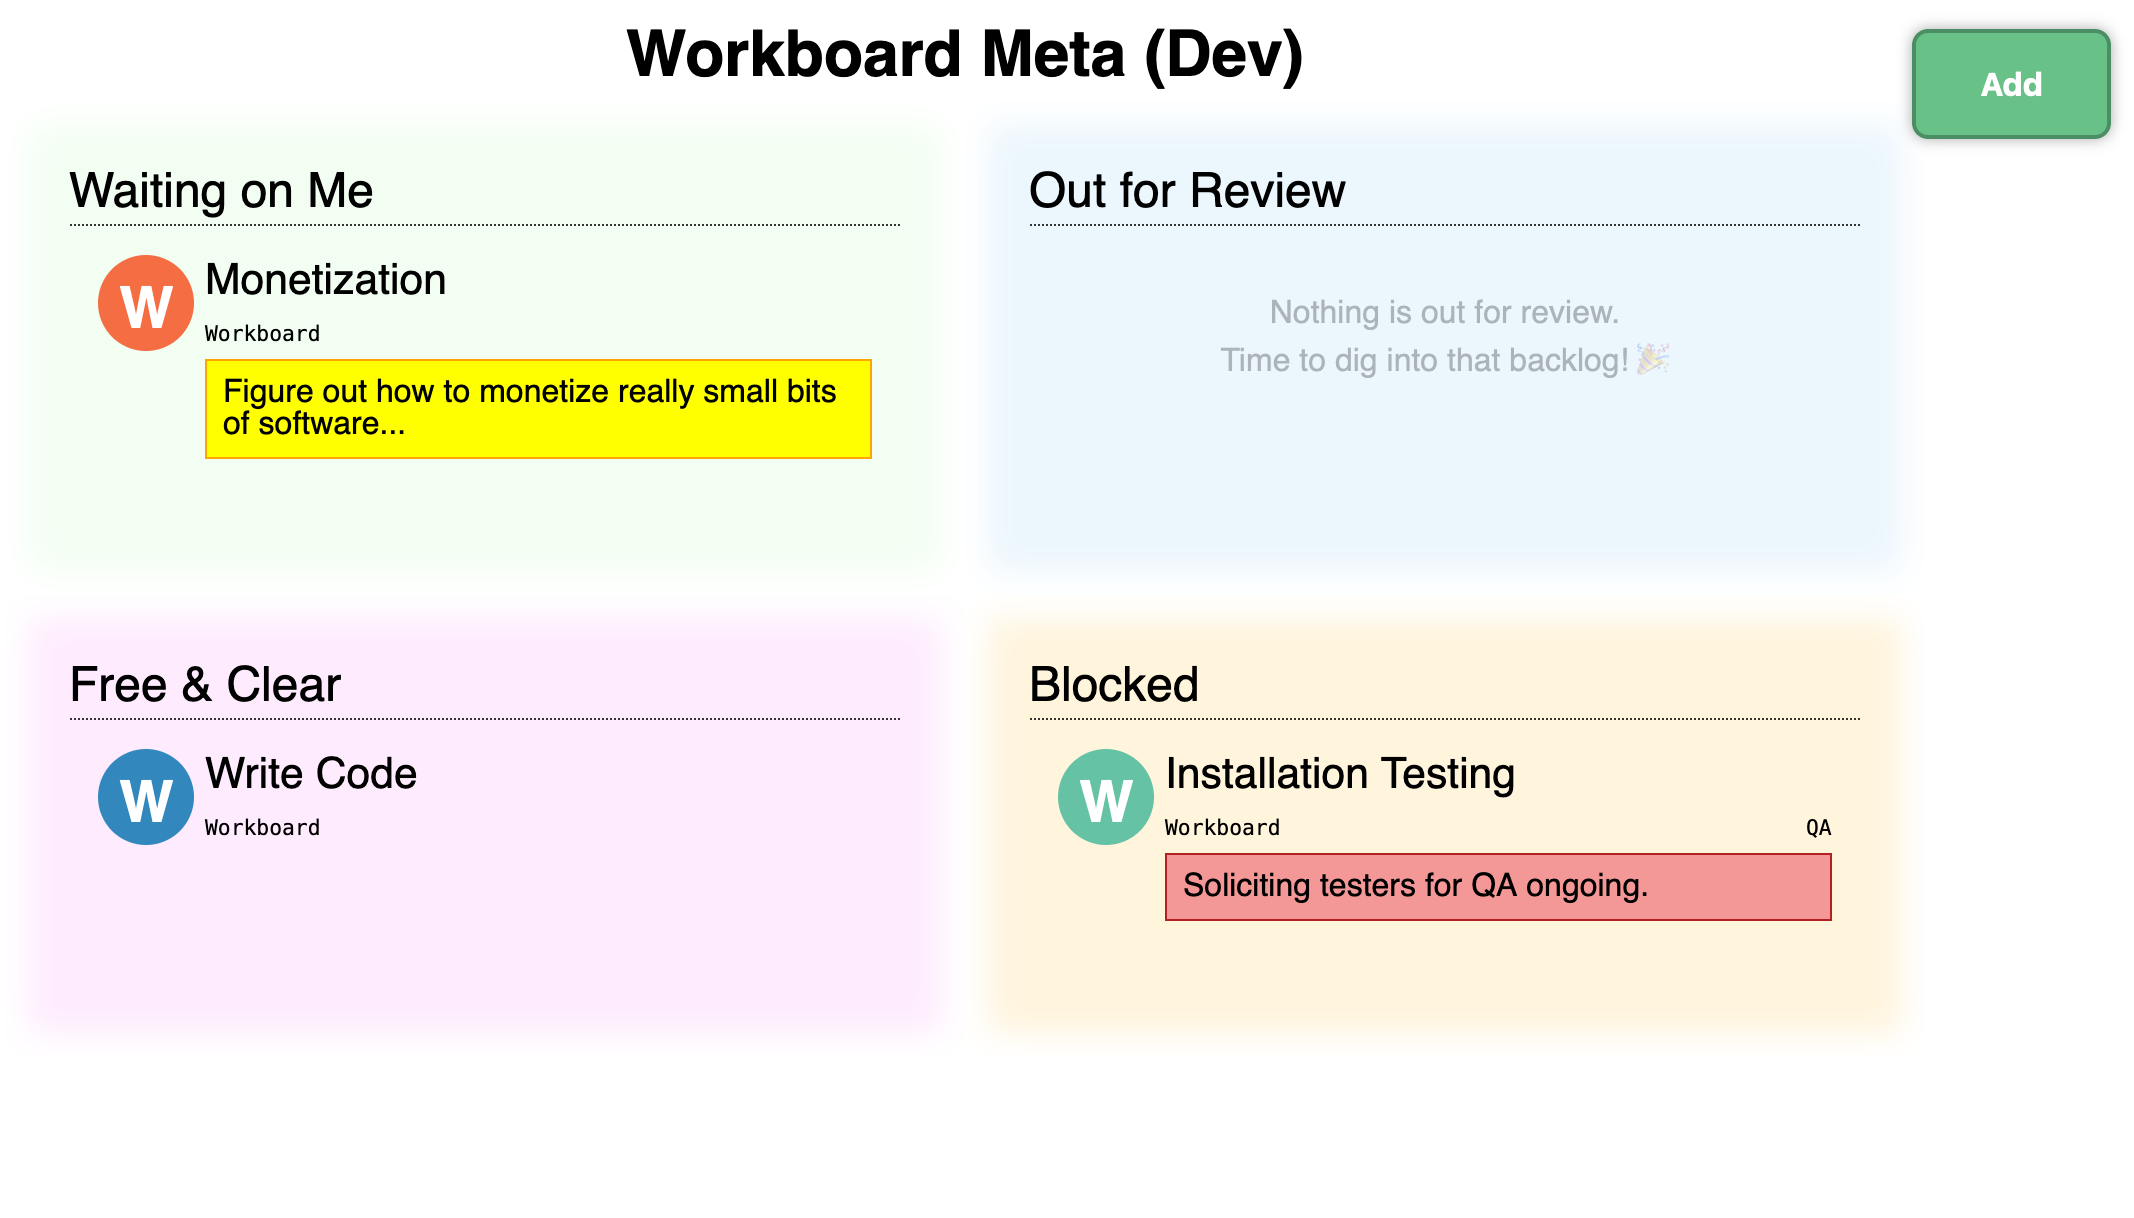 Workboard Meta (Dev)
Add
Waiting on Me
W
Monetization
Workboard
Figure out how to monetize really small bits
of software...
Out for Review
Nothing is out for review.
Time to dig into that backlog! 🎉
Free & Clear
W
Write Code
Workboard
Blocked
W
Installation Testing
Workboard QA
Soliciting testers for QA ongoing.